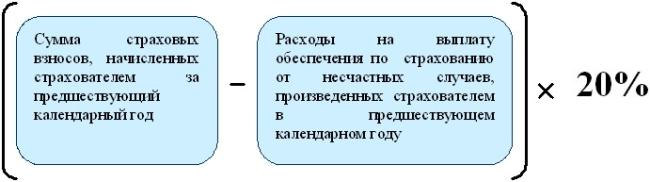 Сумма страховых
взносов, начисленных
страхователем за
предшествующий
календарный год
−
Расходы на выплату
обеспечения по страхованию
от несчастных случаев,
произведенных страхователем
в предшествующем
календарном году
× 20%